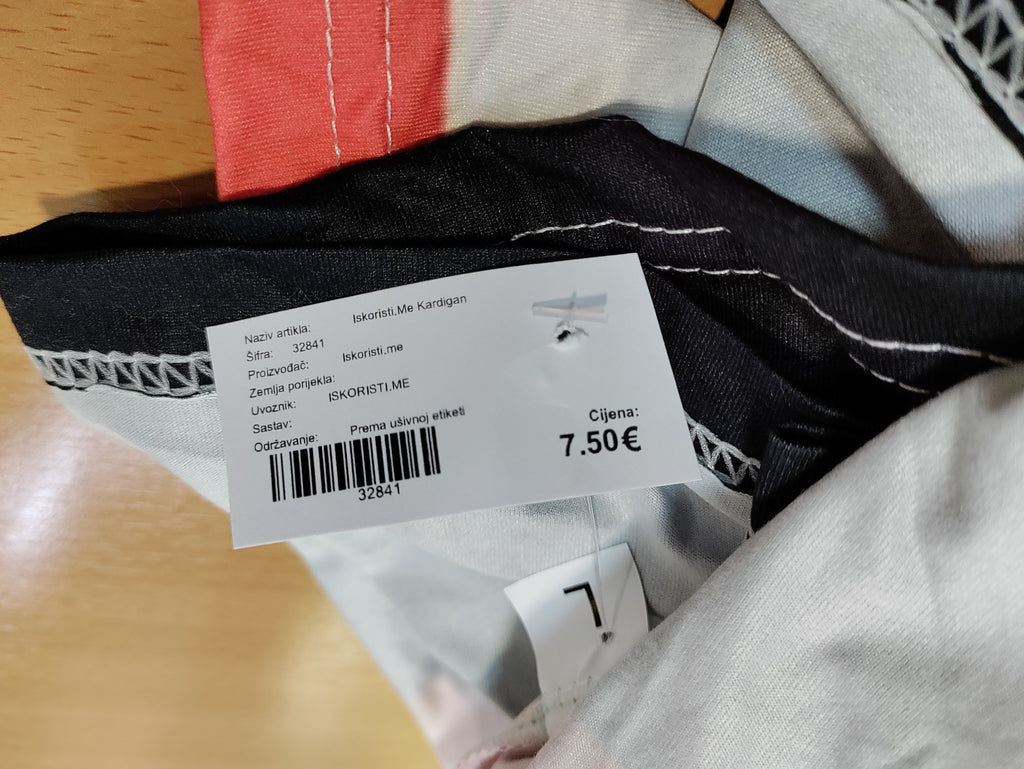 Naziv artikla: Iskoristi.Me Kardigan
Šifra: 32841
Proizvođač: Iskoristi.me
Zemlja porijekla:
Uvoznik: ISKORISTI.ME
Sastav:
Održavanje: Prema ušivnoj etiketi
32841
Cijena:
7.50€
L